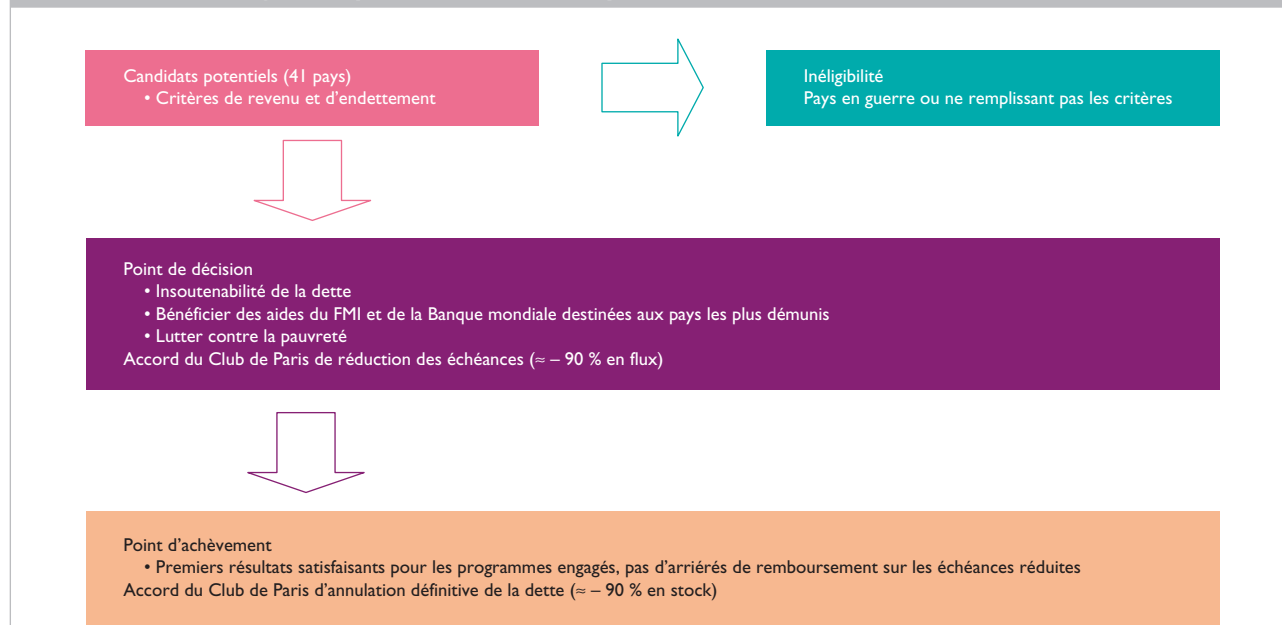 Candidats potentiels (41 pays)
• Critères de revenu et d'endettement
Inéligibilité
Pays en guerre ou ne remplissant pas les critères
Point de décision
• Insoutenabilité de la dette
• Bénéficier des aides du FMI et de la Banque mondiale destinées aux pays les plus démunis
• Lutter contre la pauvreté
Accord du Club de Paris de réduction des échéances (≈ – 90 % en flux)
Point d'achèvement
• Premiers résultats satisfaisants pour les programmes engagés, pas d'arriérés de remboursement sur les échéances réduites
Accord du Club de Paris d'annulation définitive de la dette (≈ – 90 % en stock)